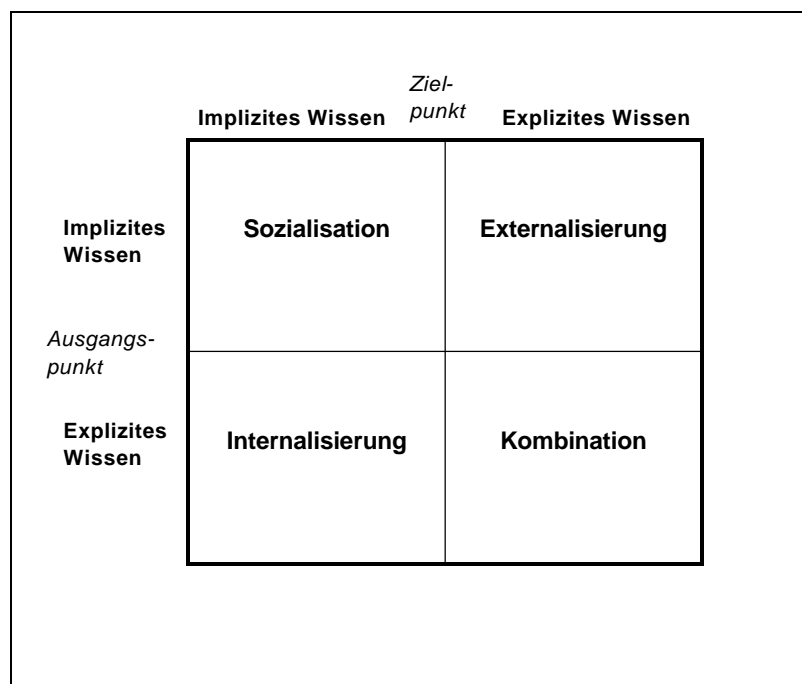 Ziel-
punkt
Implizites Wissen
Explizites Wissen
Implizites
Wissen
Sozialisation
Externalisierung
Ausgangs-
punkt
Explizites
Wissen
Internalisierung
Kombination